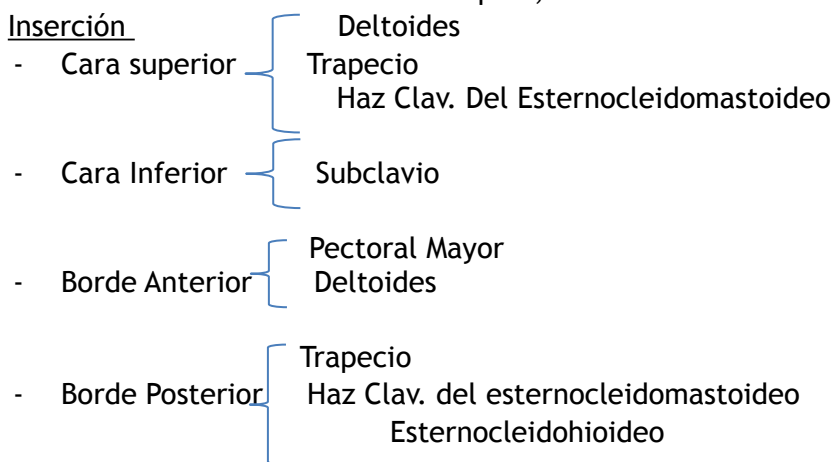 Inserción Deltoides
- Cara superior Trapecio
Haz Clav. Del Esternocleidomastoideo
- Cara Inferior Subclavio
Pectoral Mayor
- Borde Anterior Deltoides
Trapecio
- Borde Posterior Haz Clav. del esternocleidomastoideo
Esternocleidohioideo